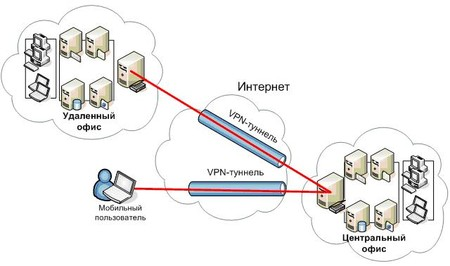 Интернет
Удаленный
офис
VPN-туннель
VPN-туннель
Мобильный
пользователь
Центральный
офис